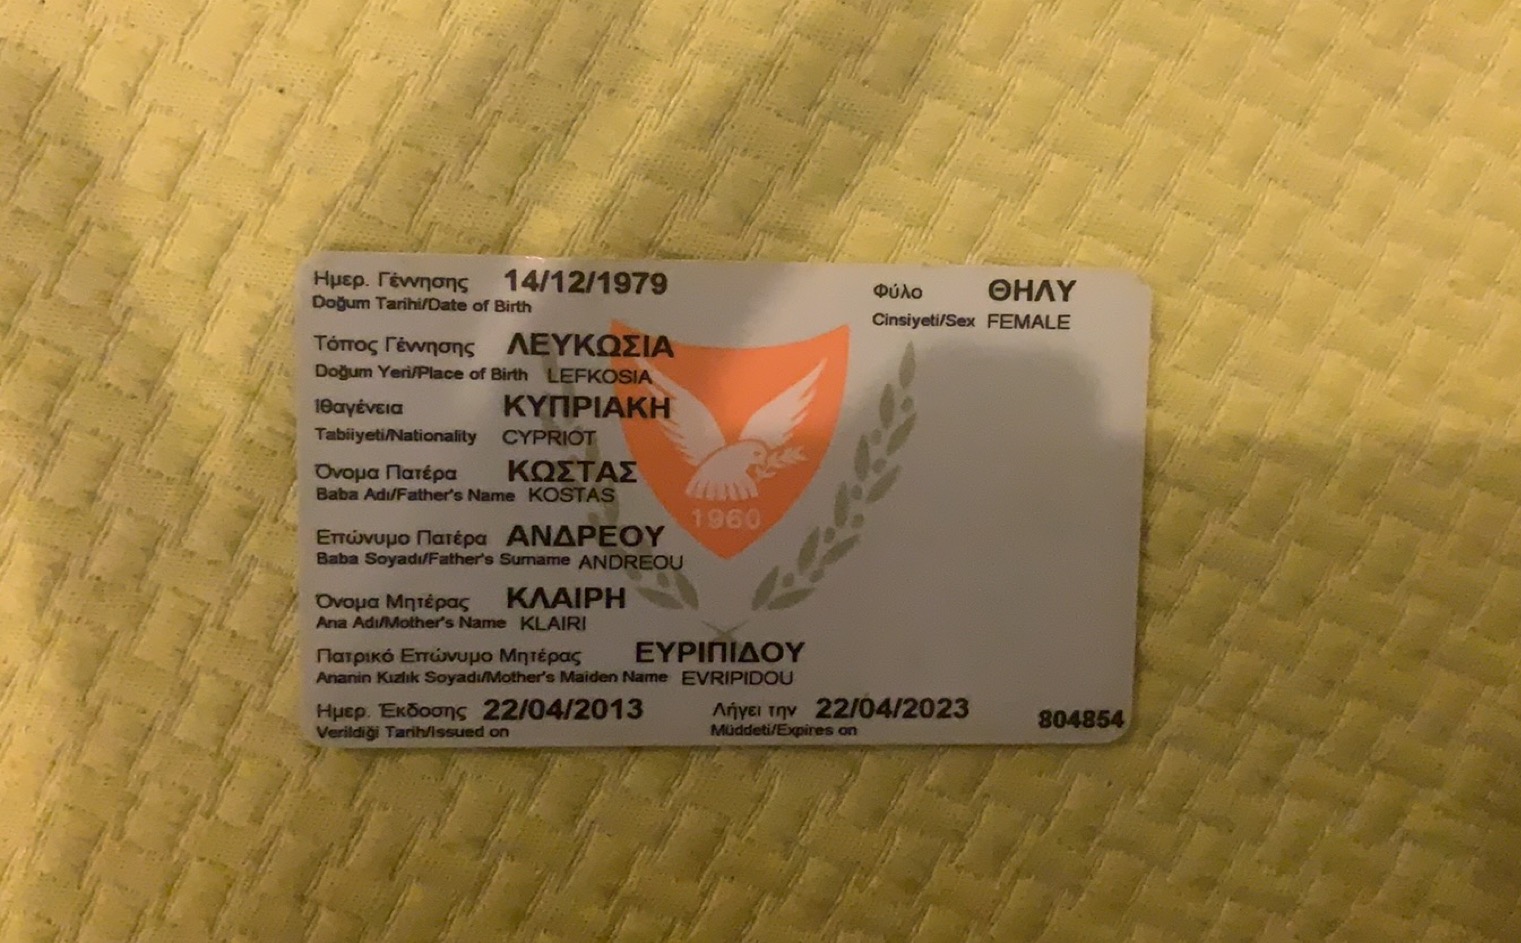 Ημερ. Γέννησης 14/12/1979
Doğum Tarihi/Date of Birth
Φύλο ΘΗΛΥ
Cinsiyeti/Sex FEMALE
Τόπος Γέννησης ΛΕΥΚΩΣΙΑ
Doğum Yeri/Place of Birth LEFKOSIA
Ιθαγένεια ΚΥΠΡΙΑΚΗ
Tabiiyeti/Nationality CYPRIOT
Όνομα Πατέρα ΚΩΣΤΑΣ
Baba Adı/Father's Name KOSTAS
1960
Επώνυμο Πατέρα ΑΝΔΡΕΟΥ
Baba Soyadı/Father's Surname ANDREOU
Όνομα Μητέρας ΚΛΑΙΡΗ
Ana Adı/Mother's Name KLAIRI
Πατρικό Επώνυμο Μητέρας ΕΥΡΙΠΙΔΟΥ
Ananin Kızlık Soyadı/Mother's Maiden Name EVRIPIDOU
Ημερ. Έκδοσης 22/04/2013 Λήγει την 22/04/2023
Verildiği Tarih/Issued on Müddeti/Expires on
804854